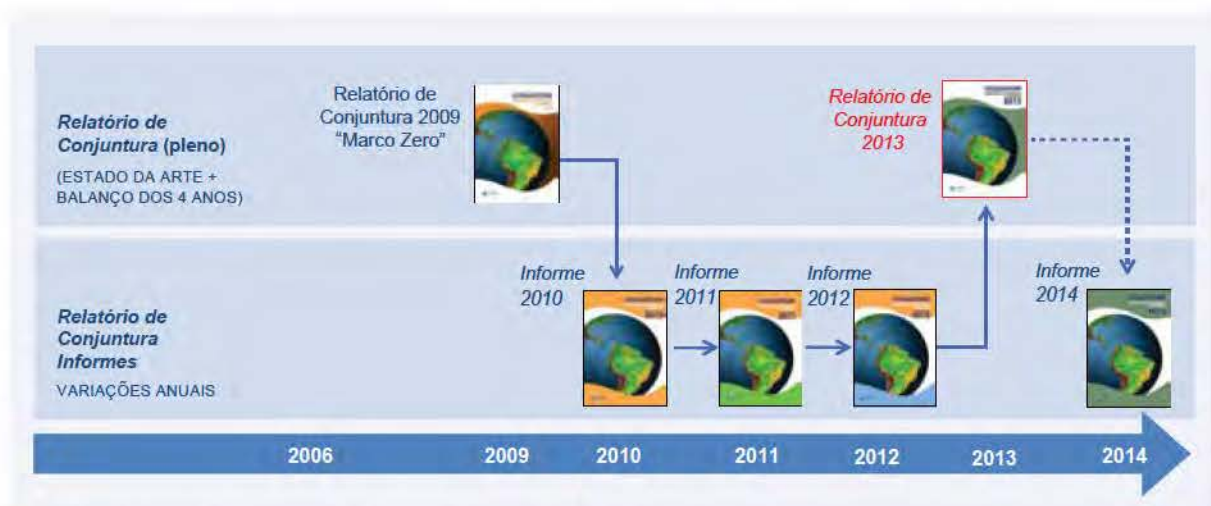 Relatório de
Conjuntura (pleno)
(ESTADO DA ARTE +
BALANÇO DOS 4 ANOS)
Relatório de
Conjuntura 2009
"Marco Zero"
Relatório de
Conjuntura
2013
Relatório de
Conjuntura
Informes
VARIAÇÕES ANUAIS
Informe
2010
Informe
2011
Informe
2012
Informe
2014
2006
2009
2010
2011
2012
2013
2014